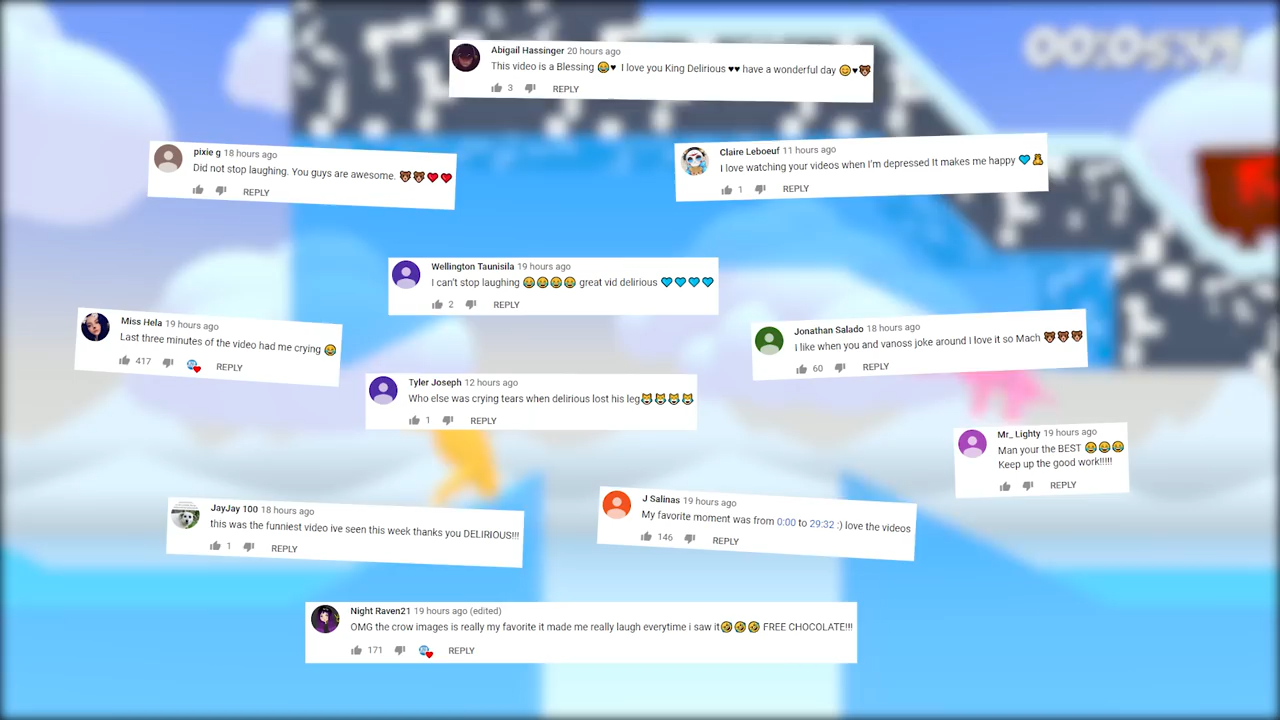 Abigail Hassinger 20 hours ago
This video is a Blessing 😂♥ I love you King Delirious ♥♥ have a wonderful day 😊♥🐻
3 REPLY
pixie g 18 hours ago
Did not stop laughing. You guys are awesome. 🐻🐻❤❤
REPLY
Claire Leboeuf 11 hours ago
I love watching your videos when I'm depressed It makes me happy 💙🧸
1 REPLY
Wellington Taunisila 19 hours ago
I can't stop laughing 😂😂😂😂 great vid delirious 💙💙💙💙
2 REPLY
Miss Hela 19 hours ago
Last three minutes of the video had me crying 😂
417 REPLY
Jonathan Salado 18 hours ago
I like when you and vanoss joke around I love it so Mach 🐻🐻🐻
60 REPLY
Tyler Joseph 12 hours ago
Who else was crying tears when delirious lost his leg😹😹😹😹
1 REPLY
Mr_ Lighty 19 hours ago
Man your the BEST 😂😂😂
Keep up the good work!!!!!
REPLY
JayJay 100 18 hours ago
this was the funniest video ive seen this week thanks you DELIRIOUS!!!
1 REPLY
J Salinas 19 hours ago
My favorite moment was from 0:00 to 29:32 :) love the videos
146 REPLY
Night Raven21 19 hours ago (edited)
OMG the crow images is really my favorite it made me really laugh everytime i saw it🤣🤣🤣 FREE CHOCOLATE!!!
171 REPLY